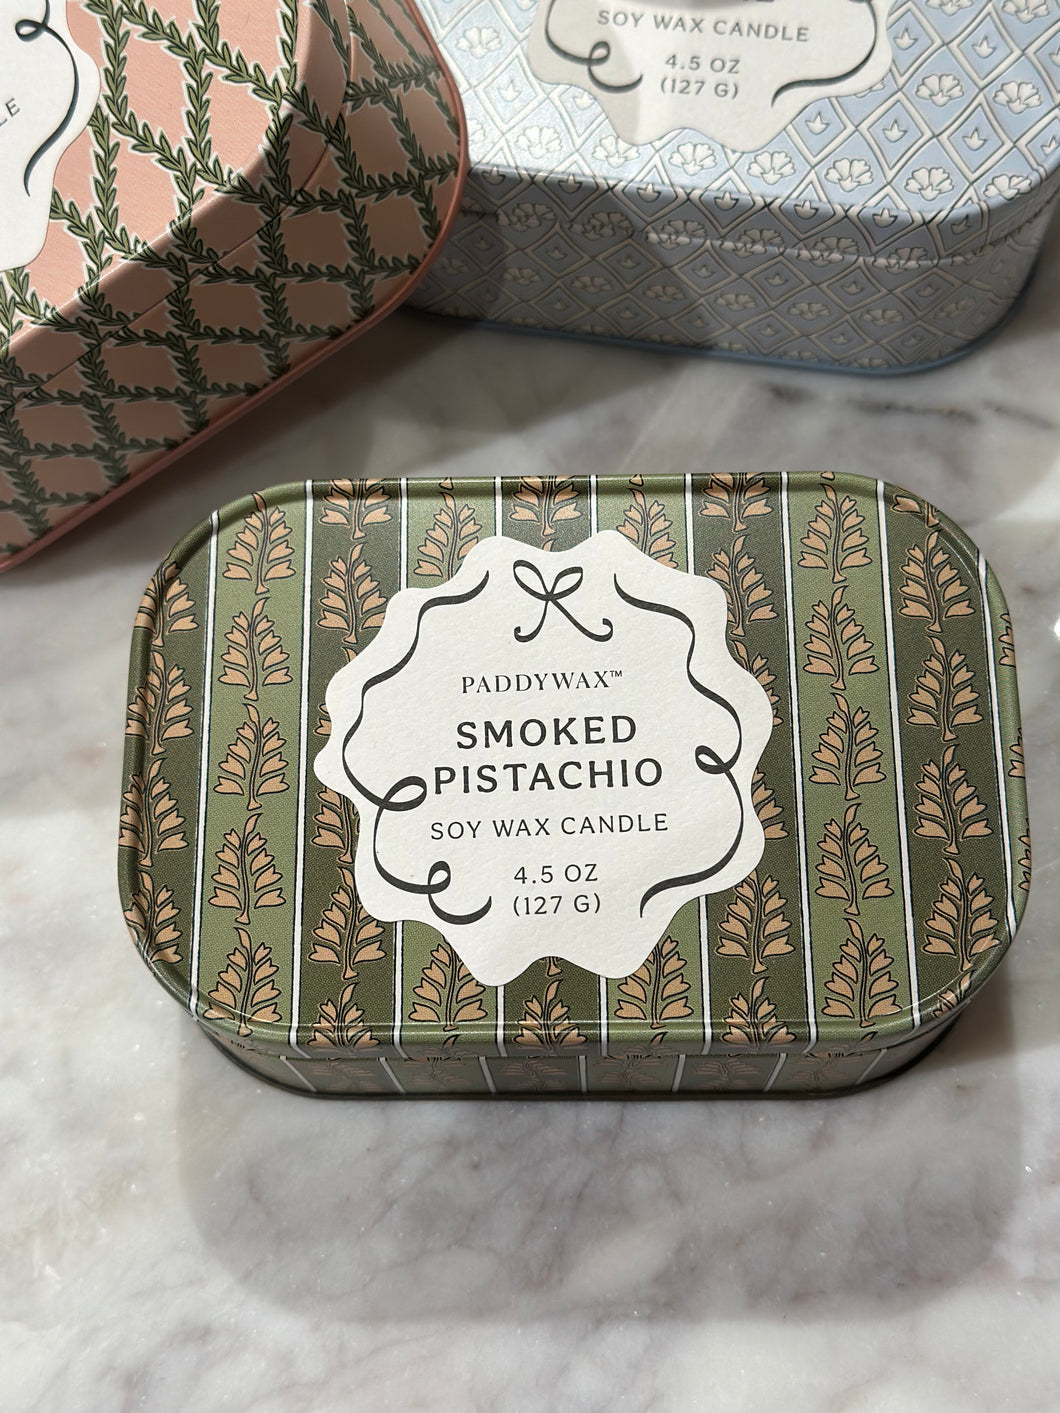 SOY WAX CANDLE
4.5 OZ
(127 G)
PADDYWAX™
SMOKED
PISTACHIO
SOY WAX CANDLE
4.5 OZ
(127 G)